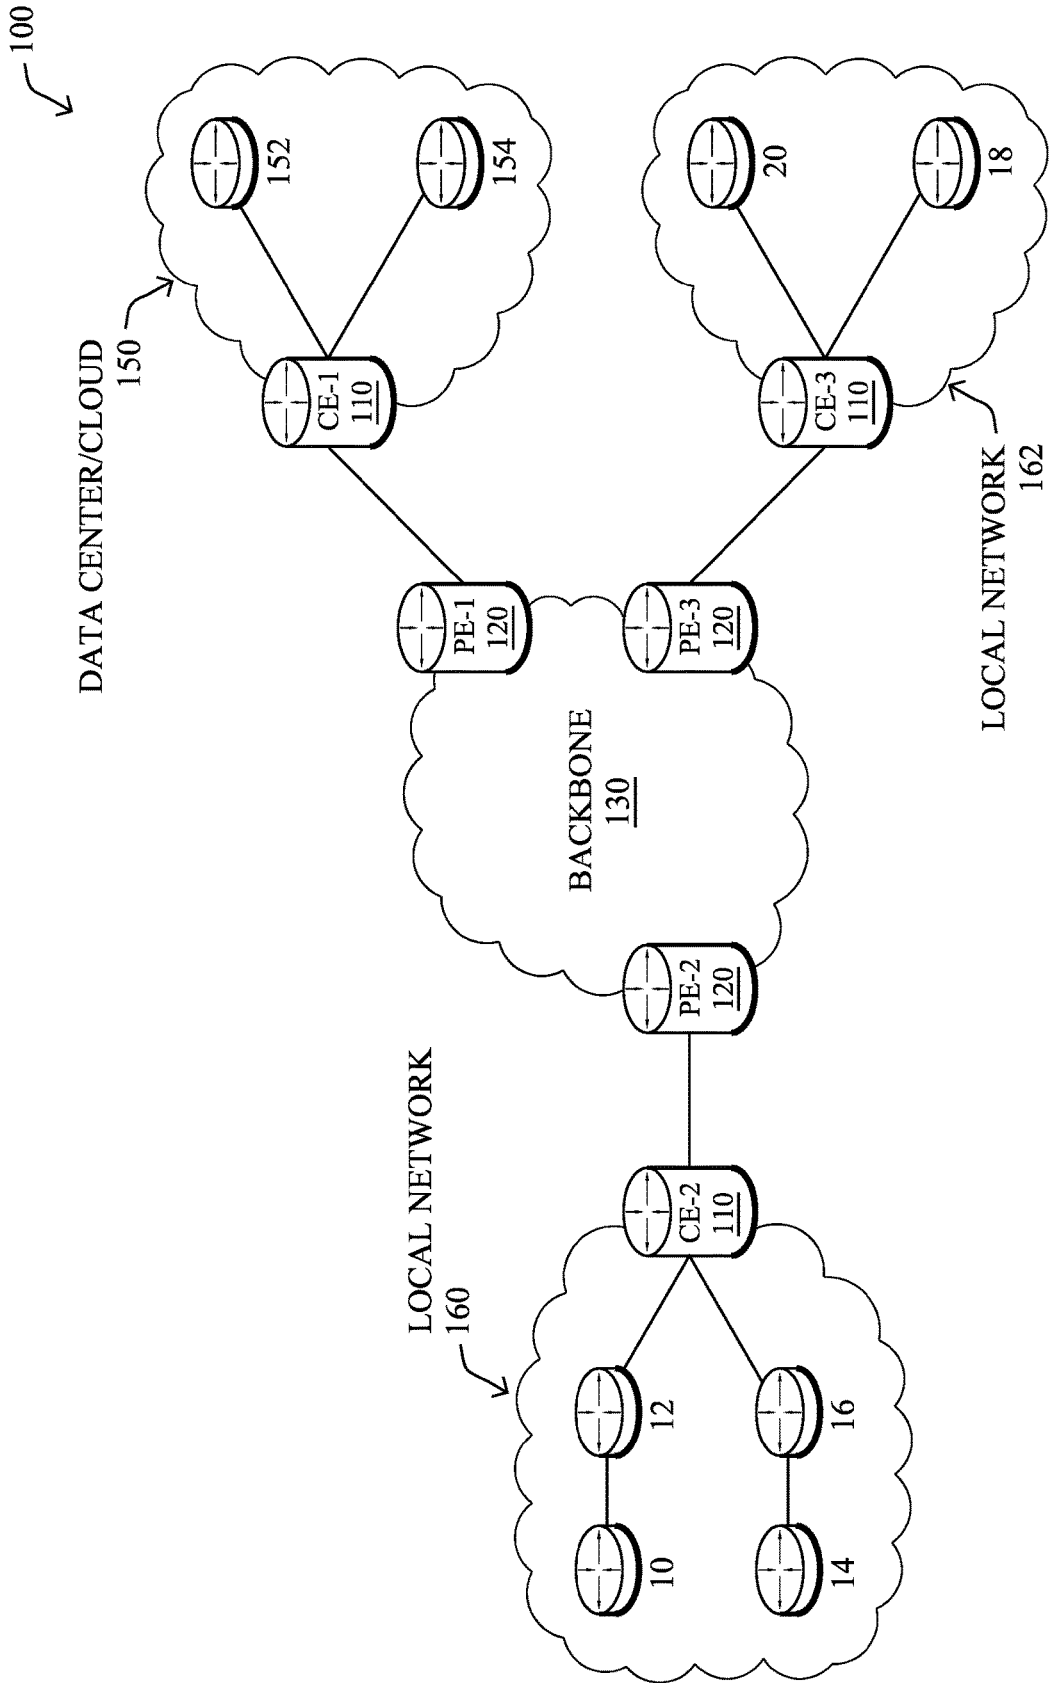 100
DATA CENTER/CLOUD
150
152
154
CE-1
110
PE-1
120
BACKBONE
130
PE-3
120
CE-3
110
20
18
LOCAL NETWORK
162
PE-2
120
LOCAL NETWORK
160
CE-2
110
12
10
16
14